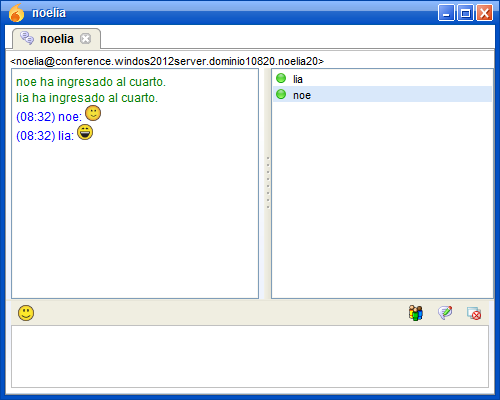 noelia
noelia
<noelia@conference.windos2012server.dominio10820.noelia20>
noe ha ingresado al cuarto.
lia ha ingresado al cuarto.
(08:32) noe:
(08:32) lia:
lia
noe